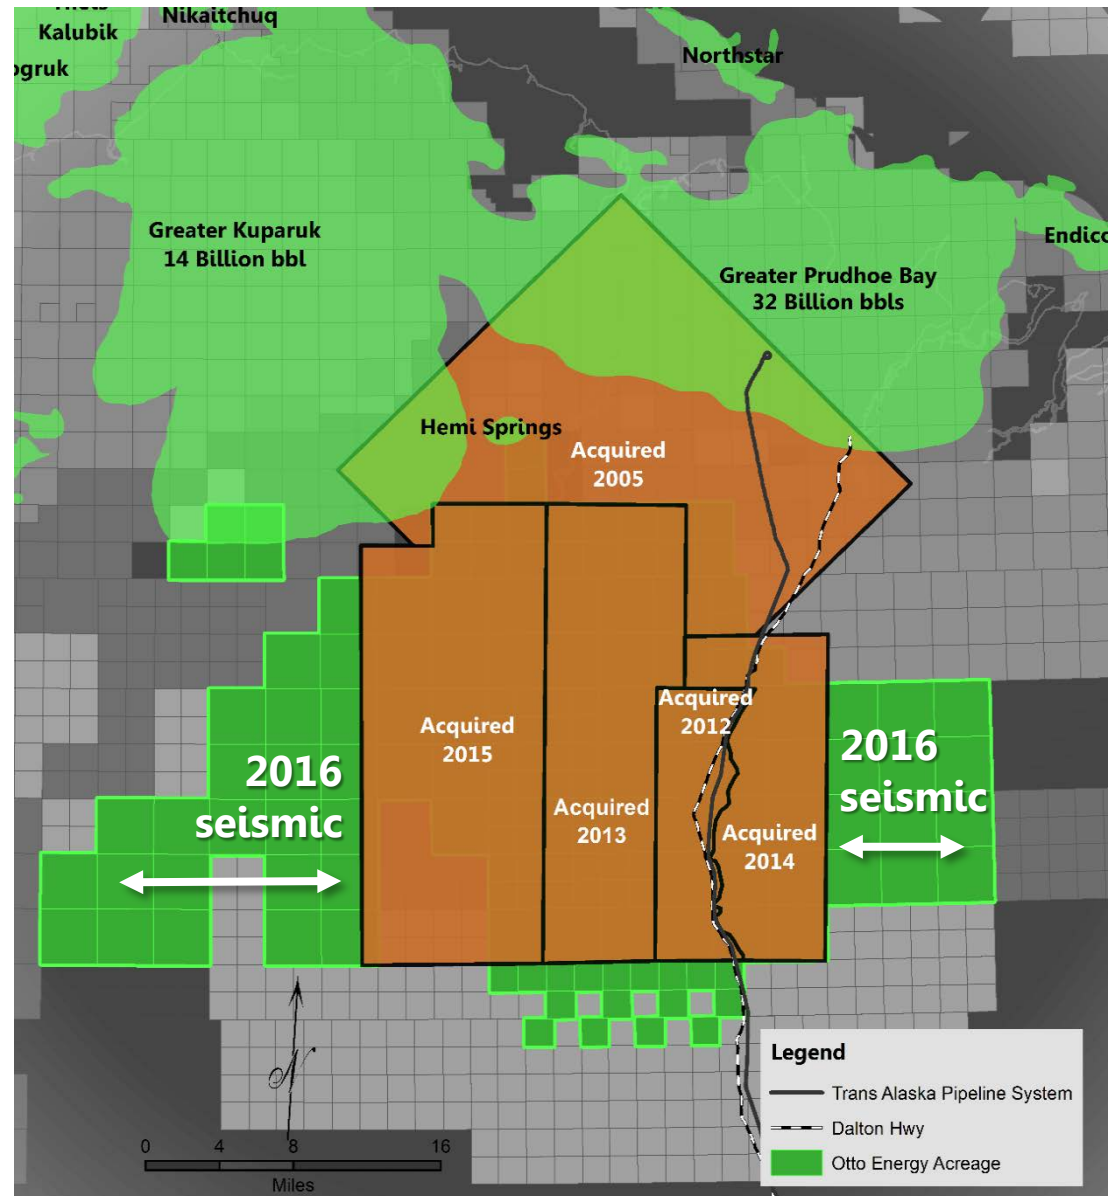 Nikaitchuq
Kalubik
Northstar
Greater Kuparuk
14 Billion bbl
Greater Prudhoe Bay
32 Billion bbls
Hemi Springs
Acquired
2005
Acquired
2012
Acquired
2015
Acquired
2013
Acquired
2014
2016
seismic
2016
seismic
N
Legend
Trans Alaska Pipeline System
Dalton Hwy
Otto Energy Acreage
0 4 8 16
Miles